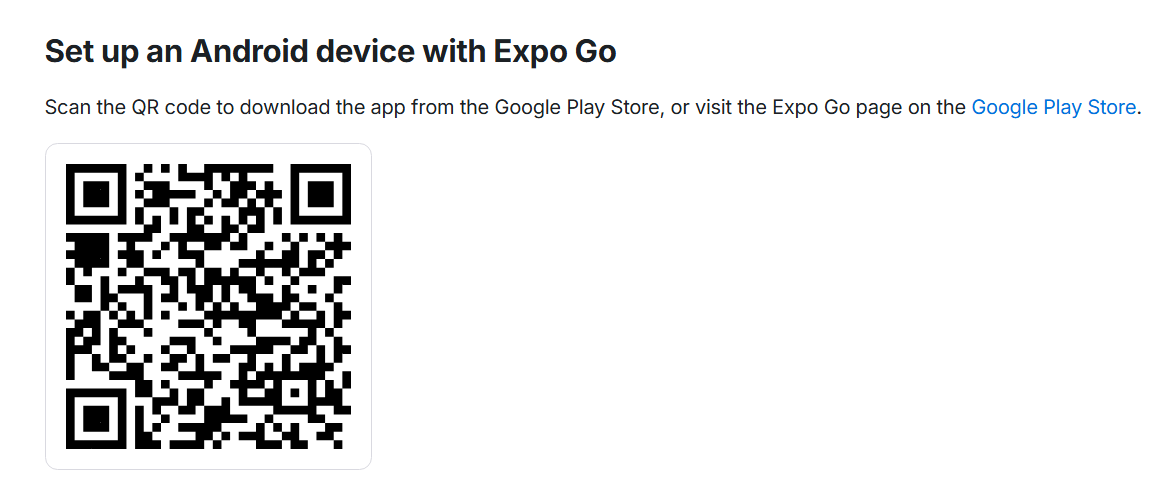 Set up an Android device with Expo Go
Scan the QR code to download the app from the Google Play Store, or visit the Expo Go page on the Google Play Store.